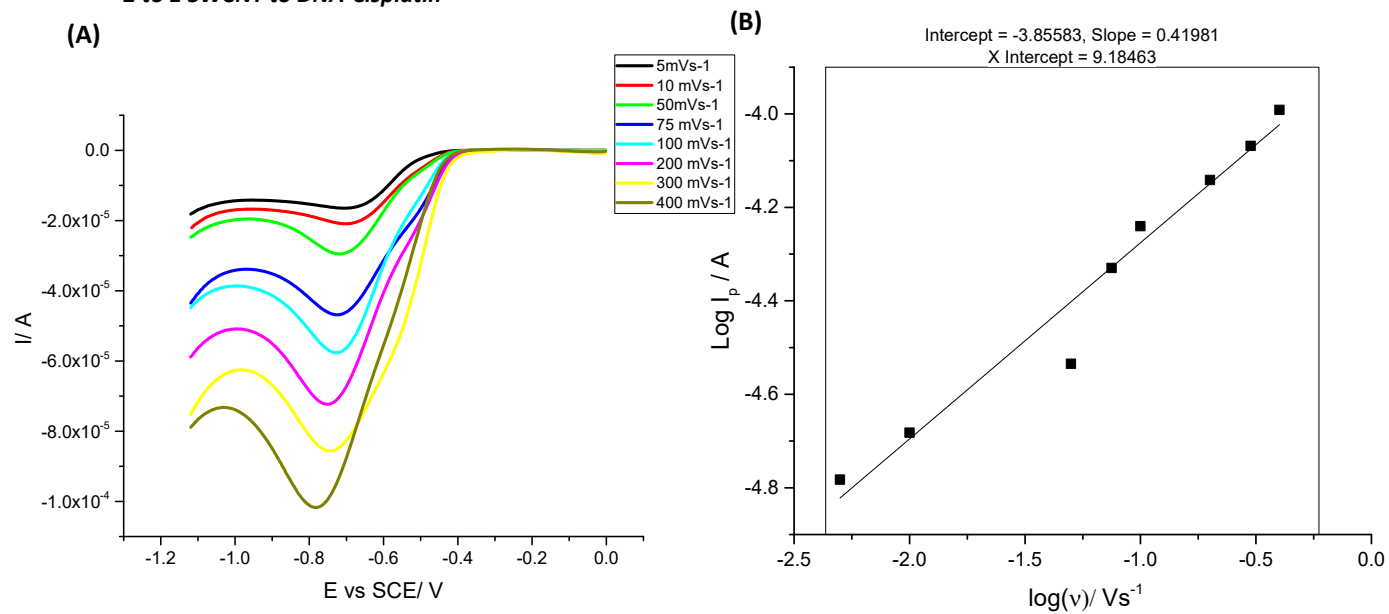 (A)
5mVs-1
10 mVs-1
50mVs-1
75 mVs-1
100 mVs-1
200 mVs-1
300 mVs-1
400 mVs-1
0.0
-2.0x10⁻⁵
-4.0x10⁻⁵
-6.0x10⁻⁵
-8.0x10⁻⁵
-1.0x10⁻⁴
I/ A
-1.2
-1.0
-0.8
-0.6
-0.4
-0.2
0.0
E vs SCE/ V
(B)
Intercept = -3.85583, Slope = 0.41981
X Intercept = 9.18463
-4.0
-4.2
-4.4
-4.6
-4.8
Log Iₚ / A
-2.5
-2.0
-1.5
-1.0
-0.5
0.0
log(ν)/ Vs⁻¹